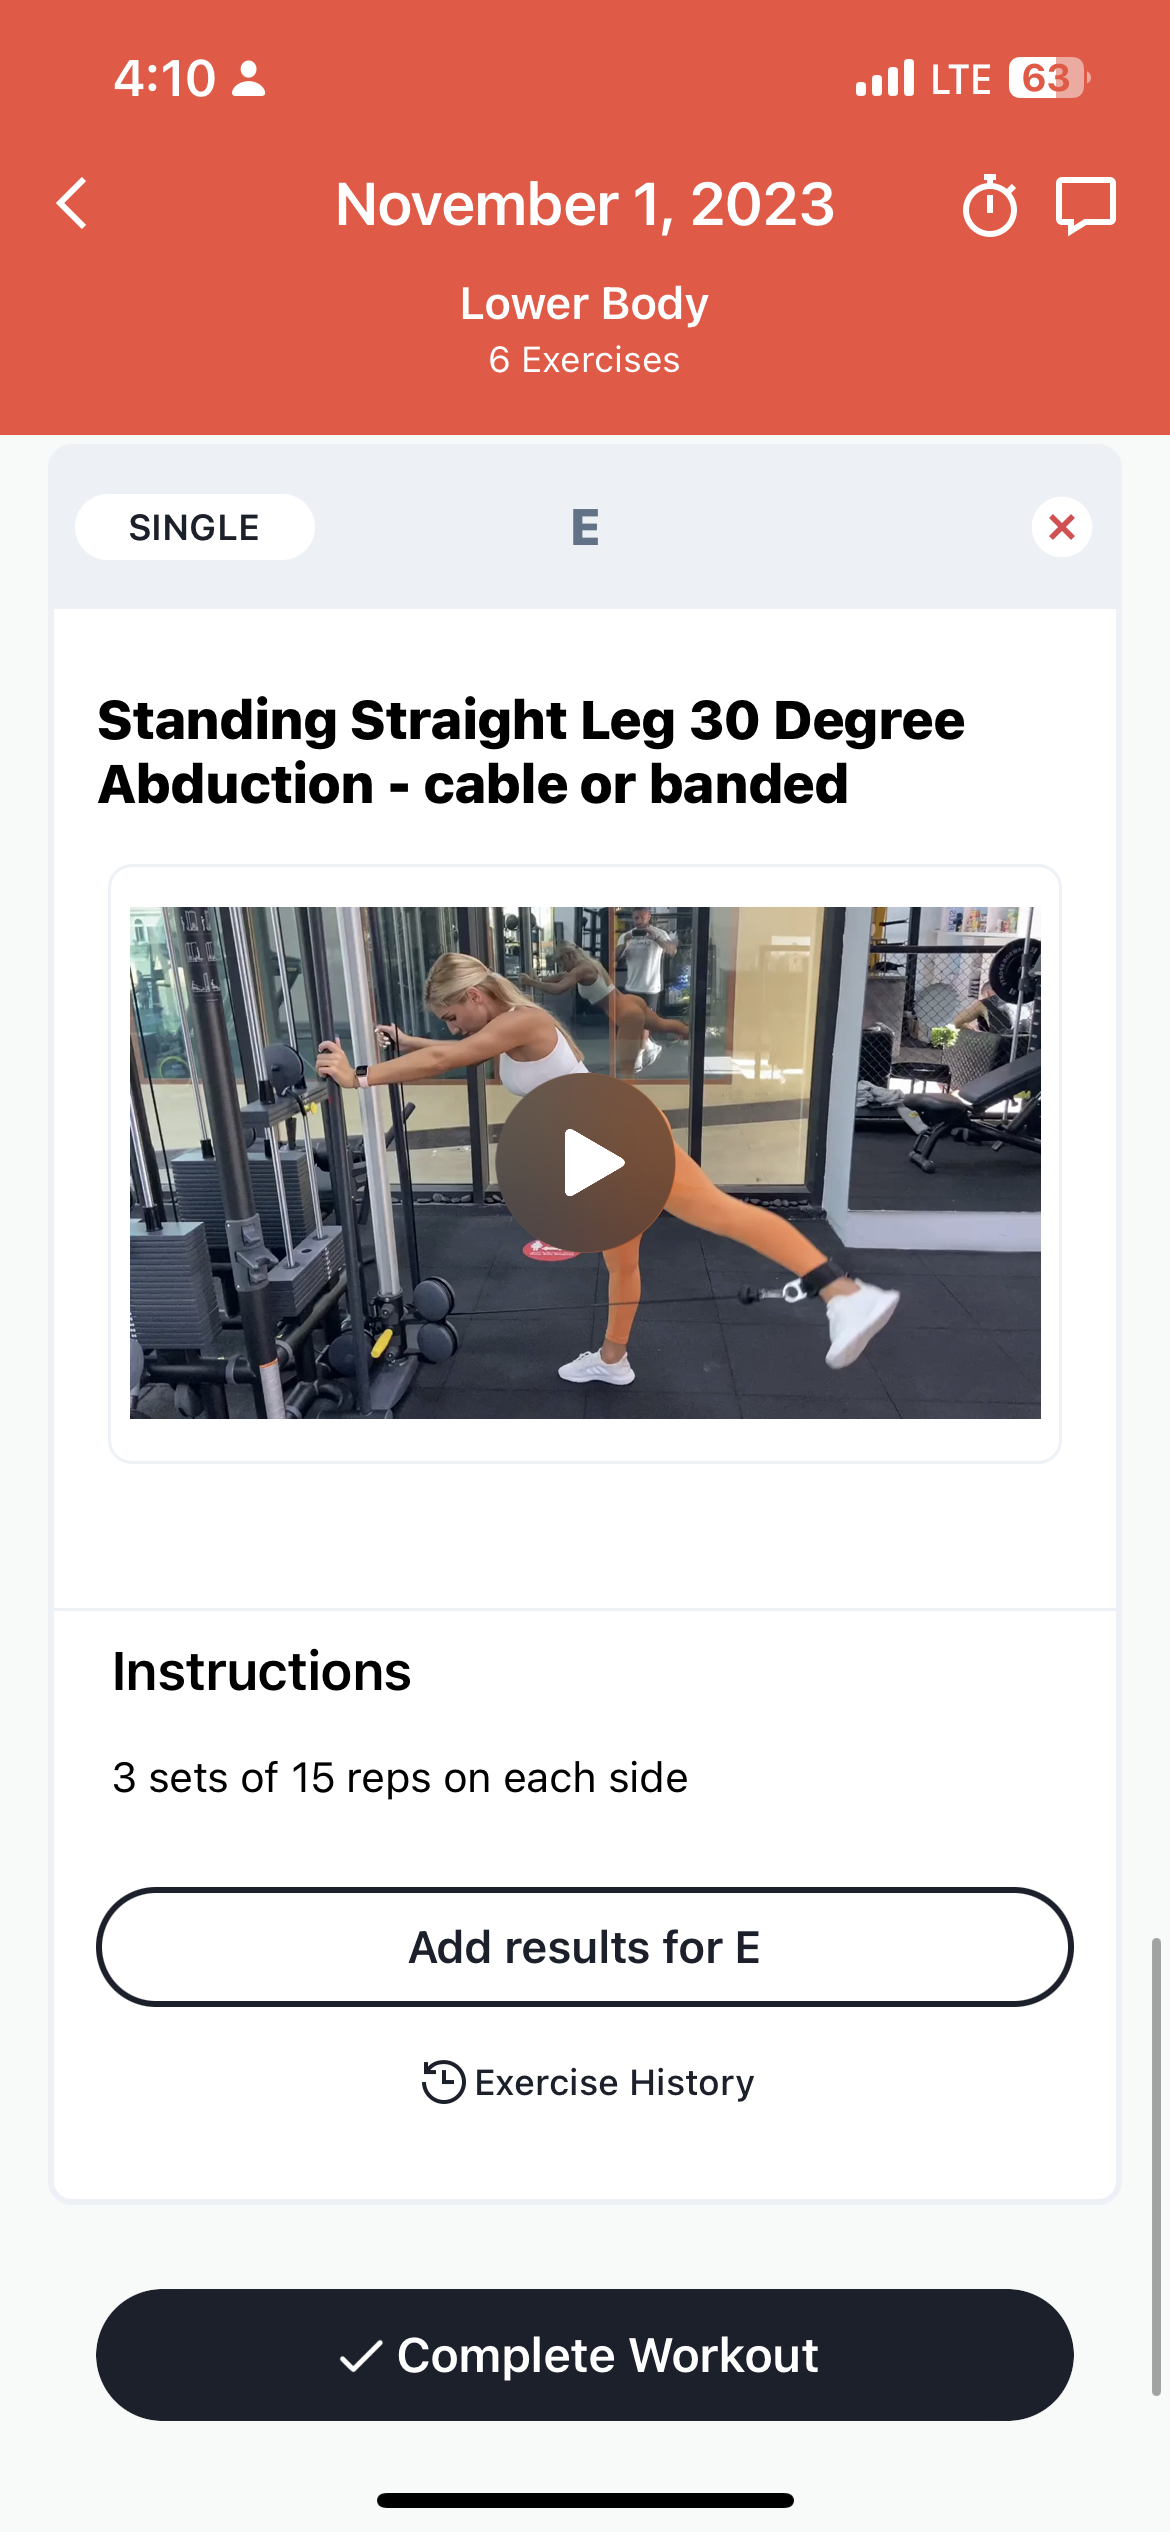 4:10
LTE 63
November 1, 2023
Lower Body
6 Exercises
SINGLE
E
Standing Straight Leg 30 Degree
Abduction - cable or banded
Instructions
3 sets of 15 reps on each side
Add results for E
Exercise History
Complete Workout